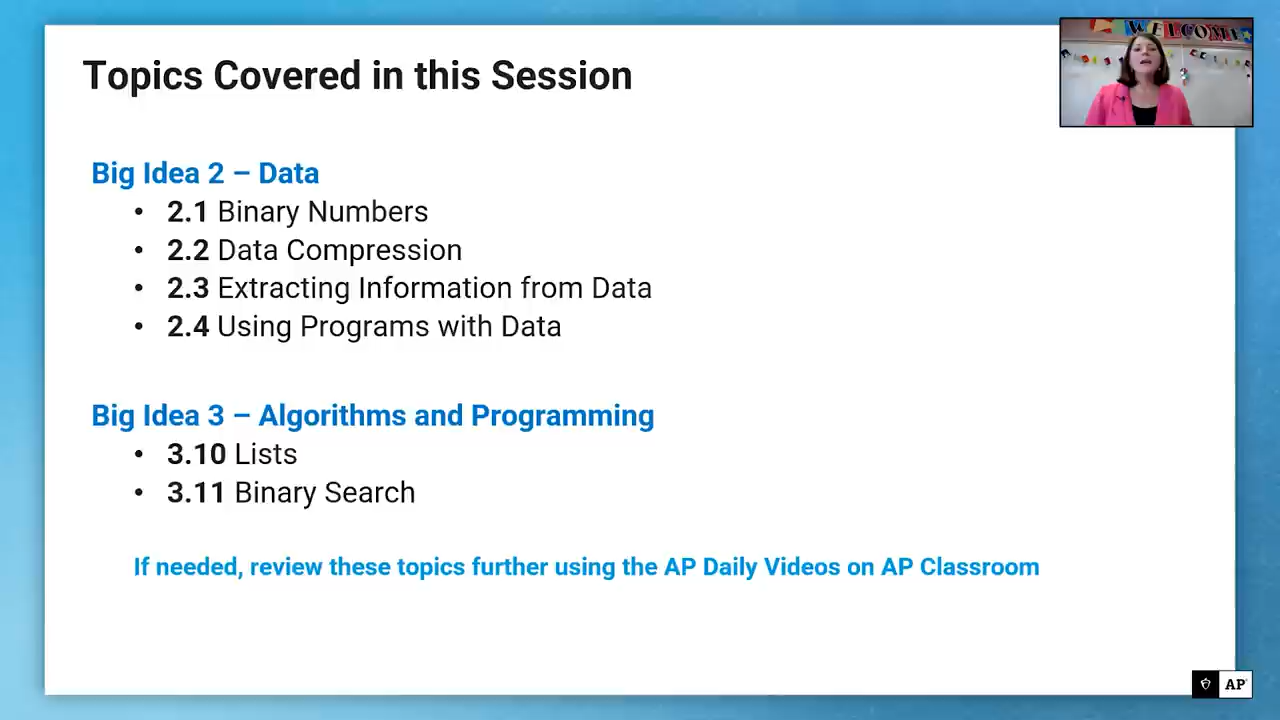 Topics Covered in this Session
WELCOME
Big Idea 2 – Data
• 2.1 Binary Numbers
• 2.2 Data Compression
• 2.3 Extracting Information from Data
• 2.4 Using Programs with Data
Big Idea 3 – Algorithms and Programming
• 3.10 Lists
• 3.11 Binary Search
If needed, review these topics further using the AP Daily Videos on AP Classroom
AP